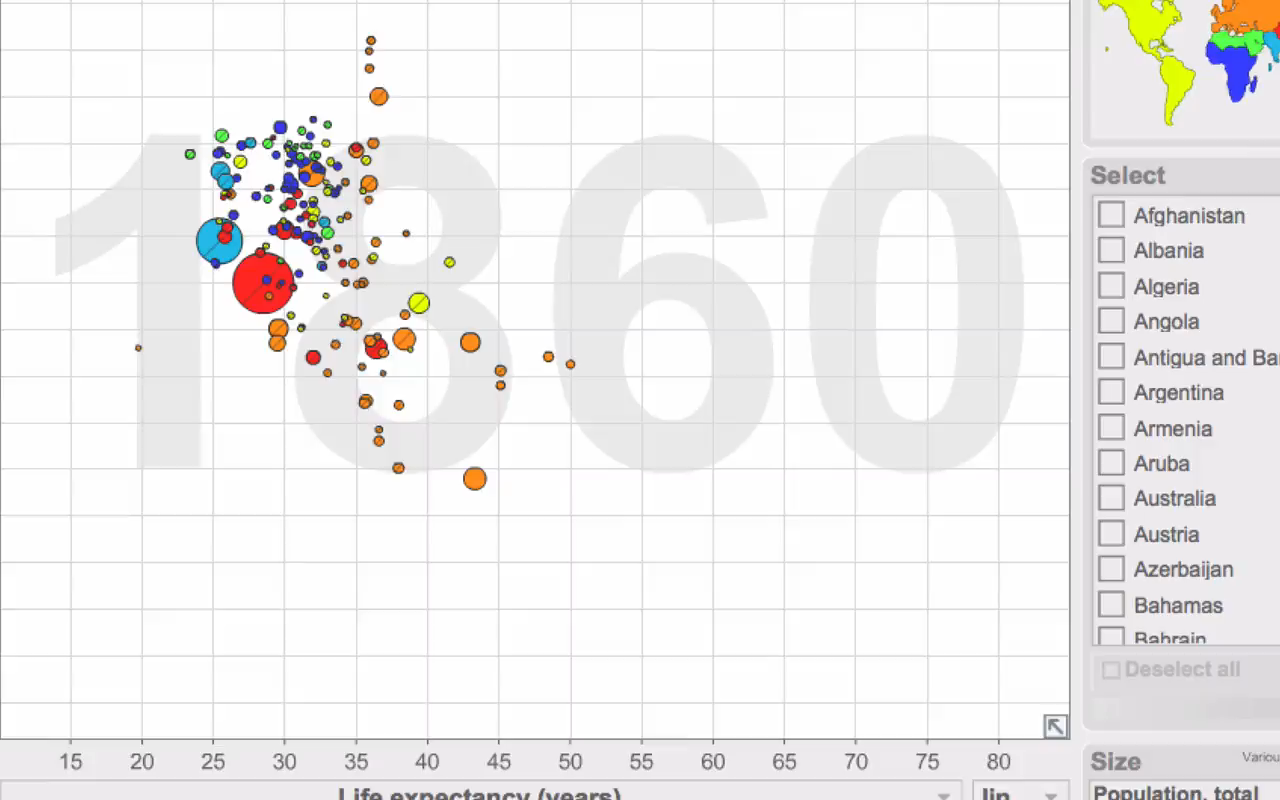 1860
Select
Afghanistan
Albania
Algeria
Angola
Antigua and Ba
Argentina
Armenia
Aruba
Australia
Austria
Azerbaijan
Bahamas
Bahrain
Deselect all
15 20 25 30 35 40 45 50 55 60 65 70 75 80
Life expectancy (years)
lin
Size
Variou
Population, total